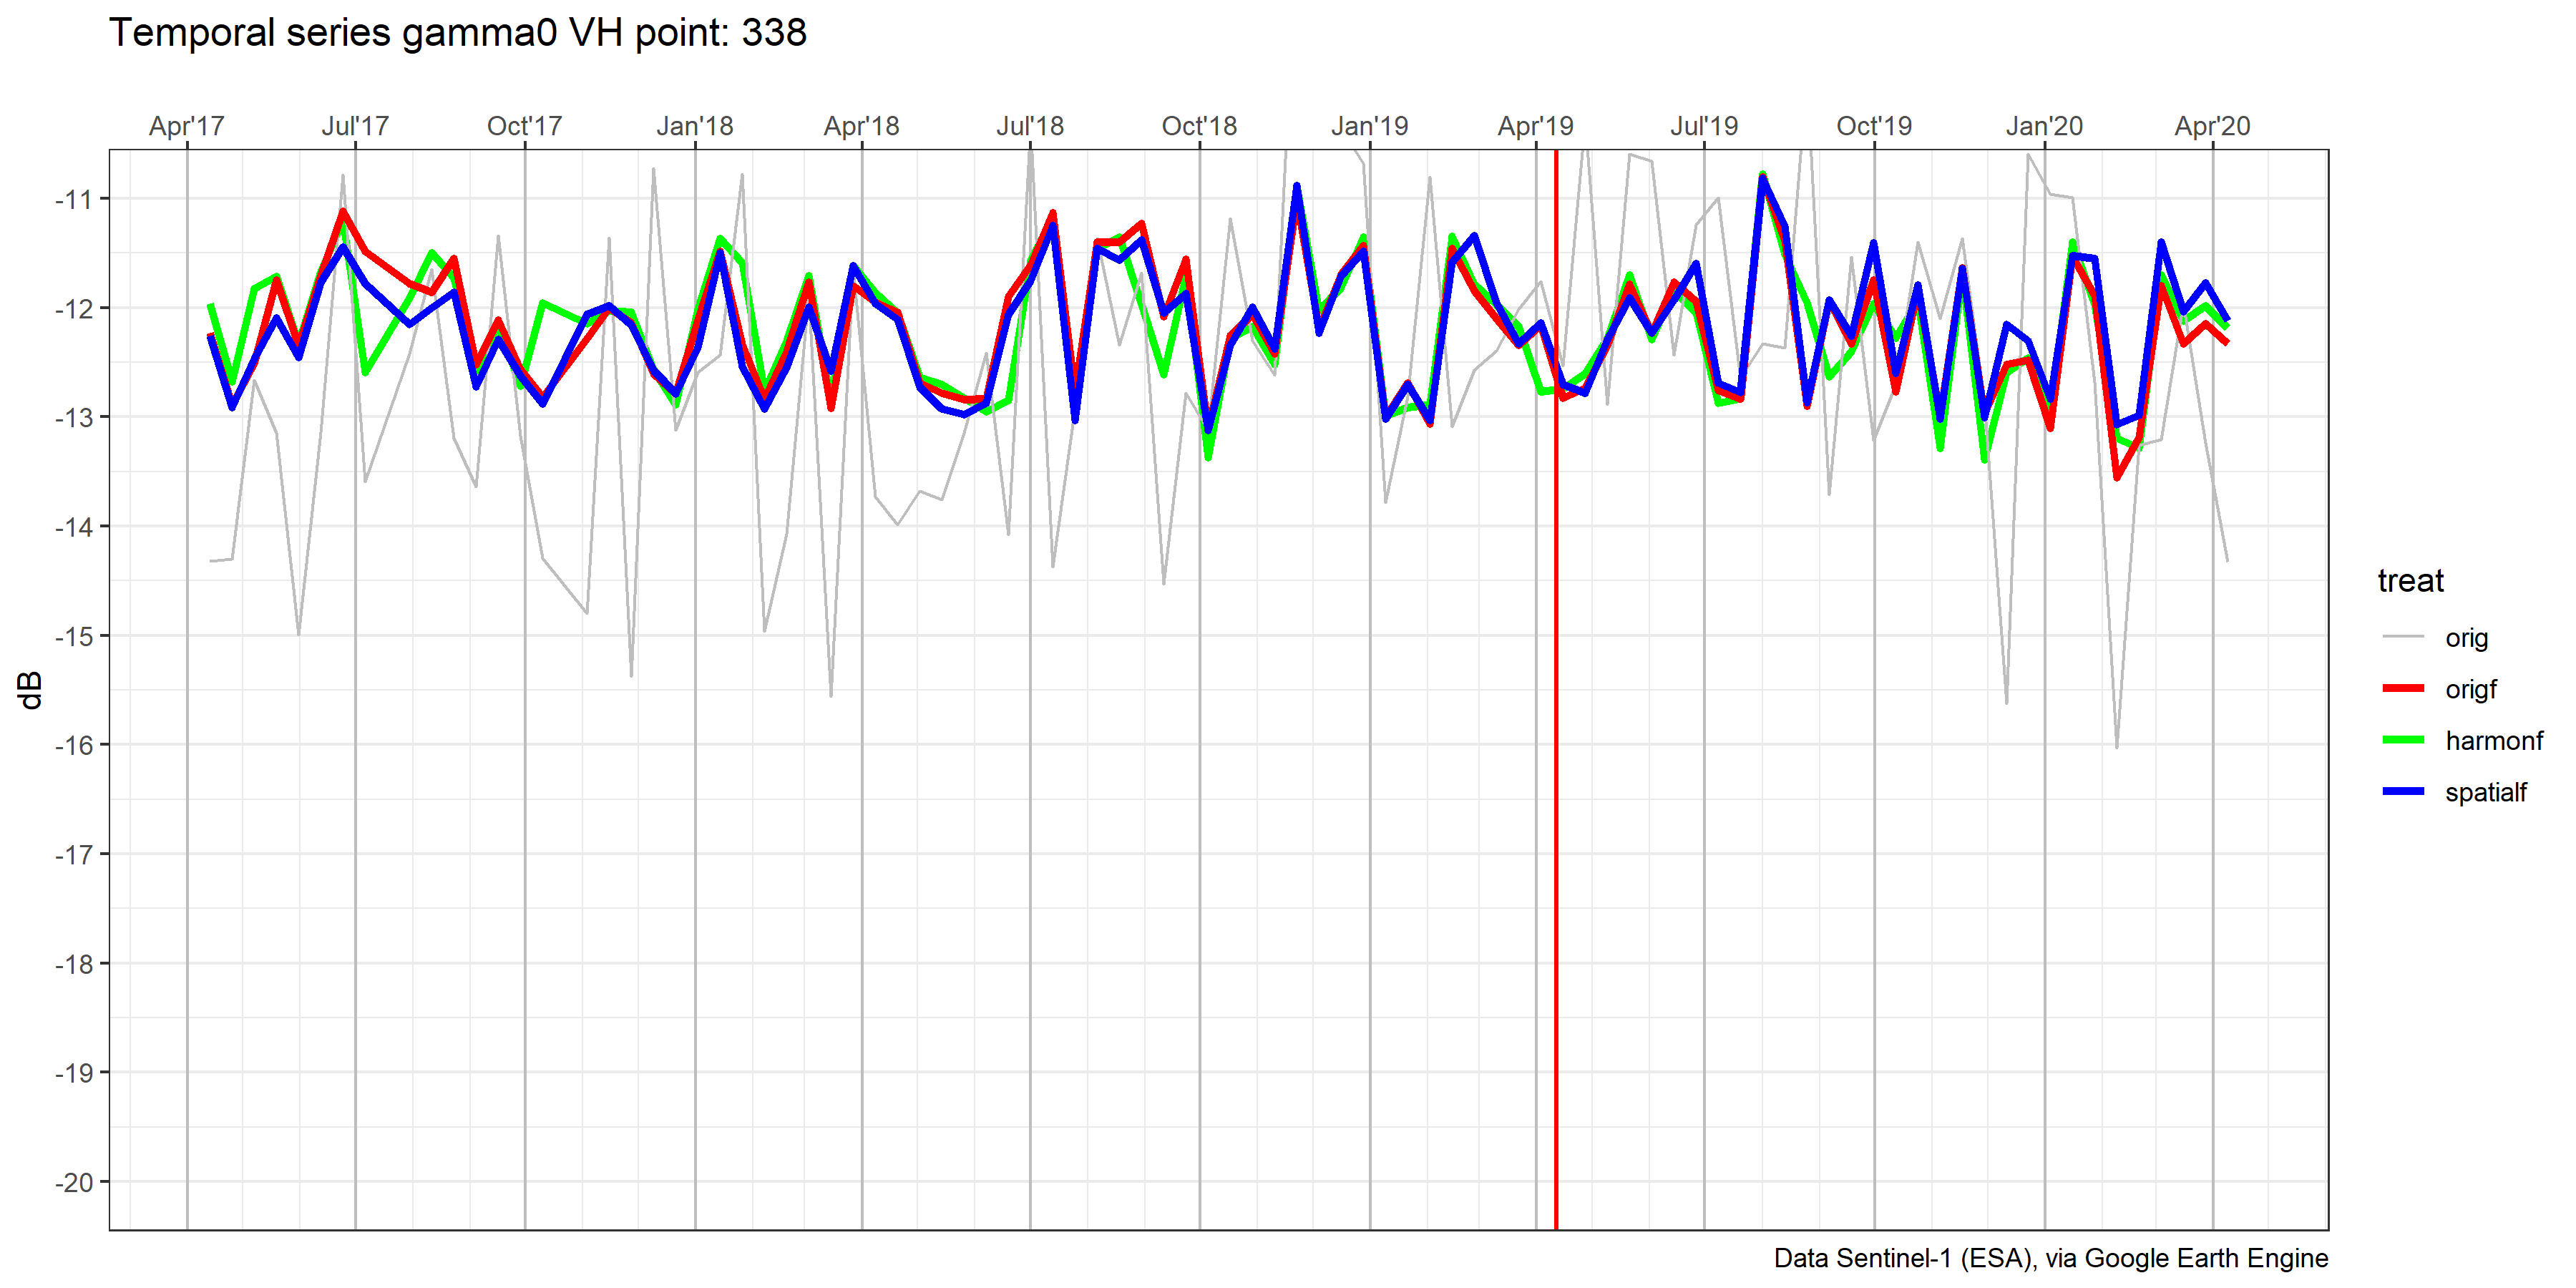 Temporal series gamma0 VH point: 338
Apr'17 Jul'17 Oct'17 Jan'18 Apr'18 Jul'18 Oct'18 Jan'19 Apr'19 Jul'19 Oct'19 Jan'20 Apr'20
-11
-12
-13
-14
-15
-16
-17
-18
-19
-20
dB
treat
orig
origf
harmonf
spatialf
Data Sentinel-1 (ESA), via Google Earth Engine